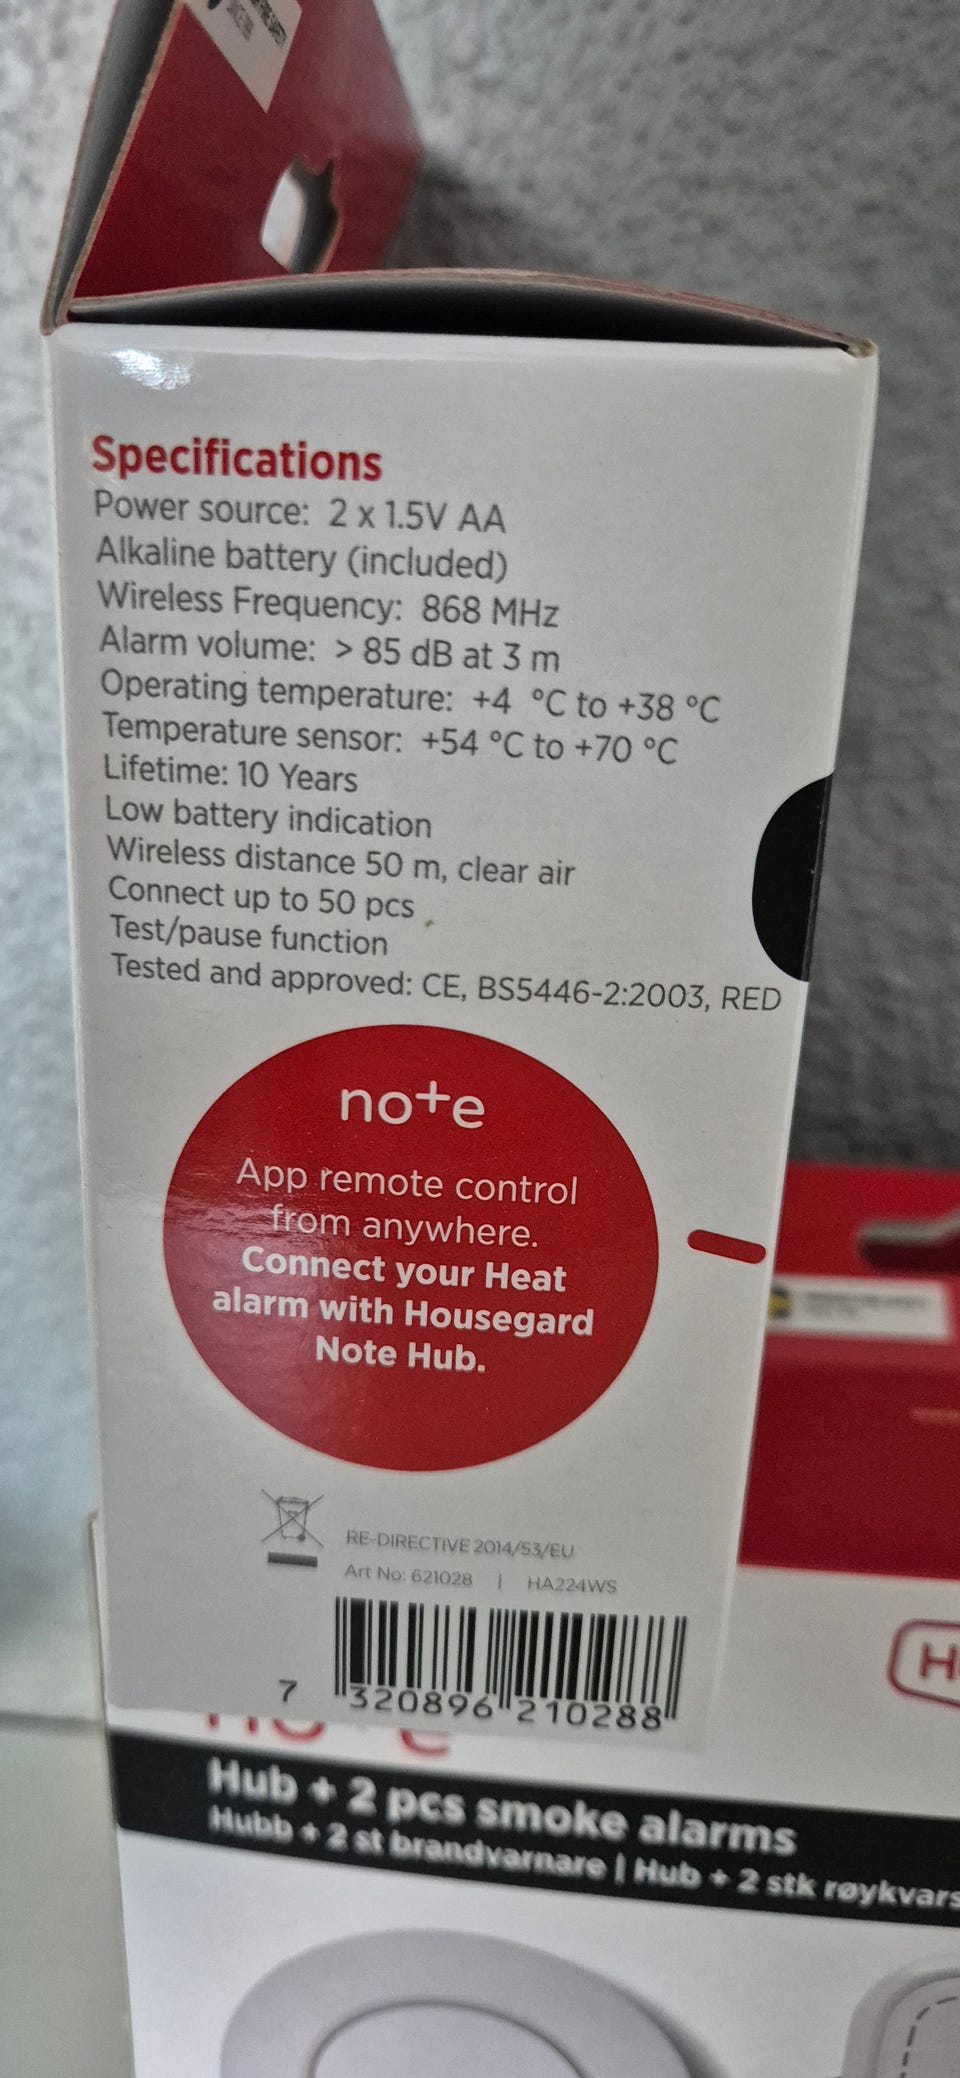 Specifications
Power source: 2 x 1.5V AA
Alkaline battery (included)
Wireless Frequency: 868 MHz
Alarm volume: > 85 dB at 3 m
Operating temperature: +4 °C to +38 °C
Temperature sensor: +54 °C to +70 °C
Lifetime: 10 Years
Low battery indication
Wireless distance 50 m, clear air
Connect up to 50 pcs
Test/pause function
Tested and approved: CE, BS5446-2:2003, RED
note
App remote control
from anywhere.
Connect your Heat
alarm with Housegard
Note Hub.
RE-DIRECTIVE 2014/53/EU
Art No: 621028 | HA224WS
7 320896 210288
Hub + 2 pcs smoke alarms
Hubb + 2 st brandvarnare | Hub + 2 stk røykvars